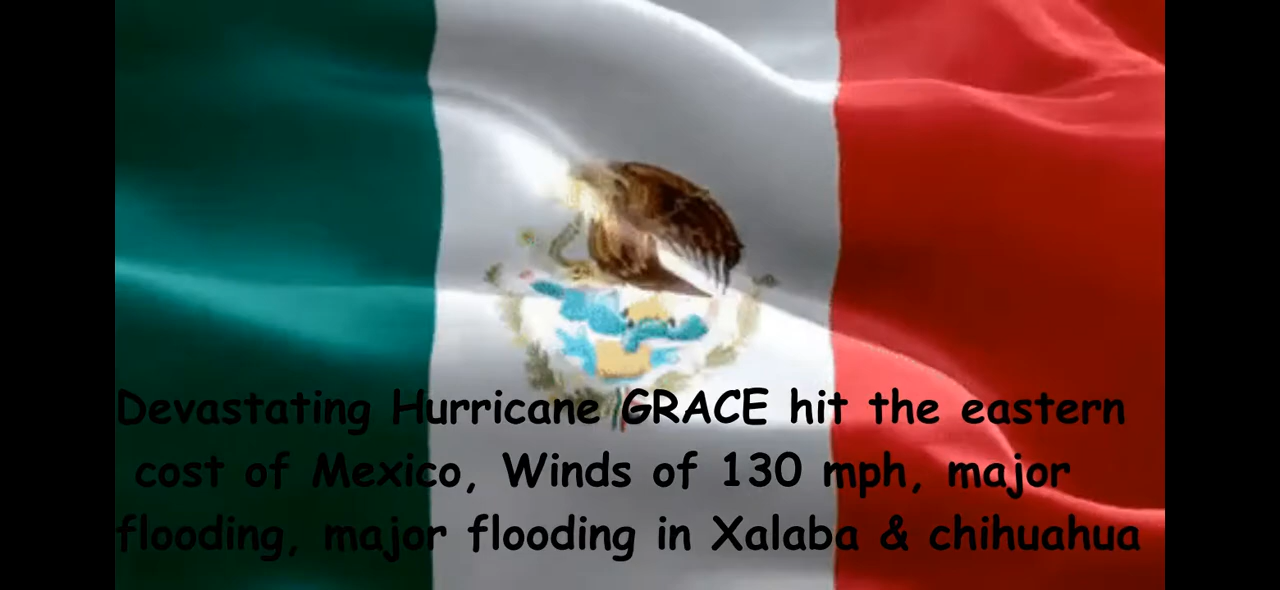 Devastating Hurricane GRACE hit the eastern
cost of Mexico, Winds of 130 mph, major
flooding, major flooding in Xalaba & chihuahua